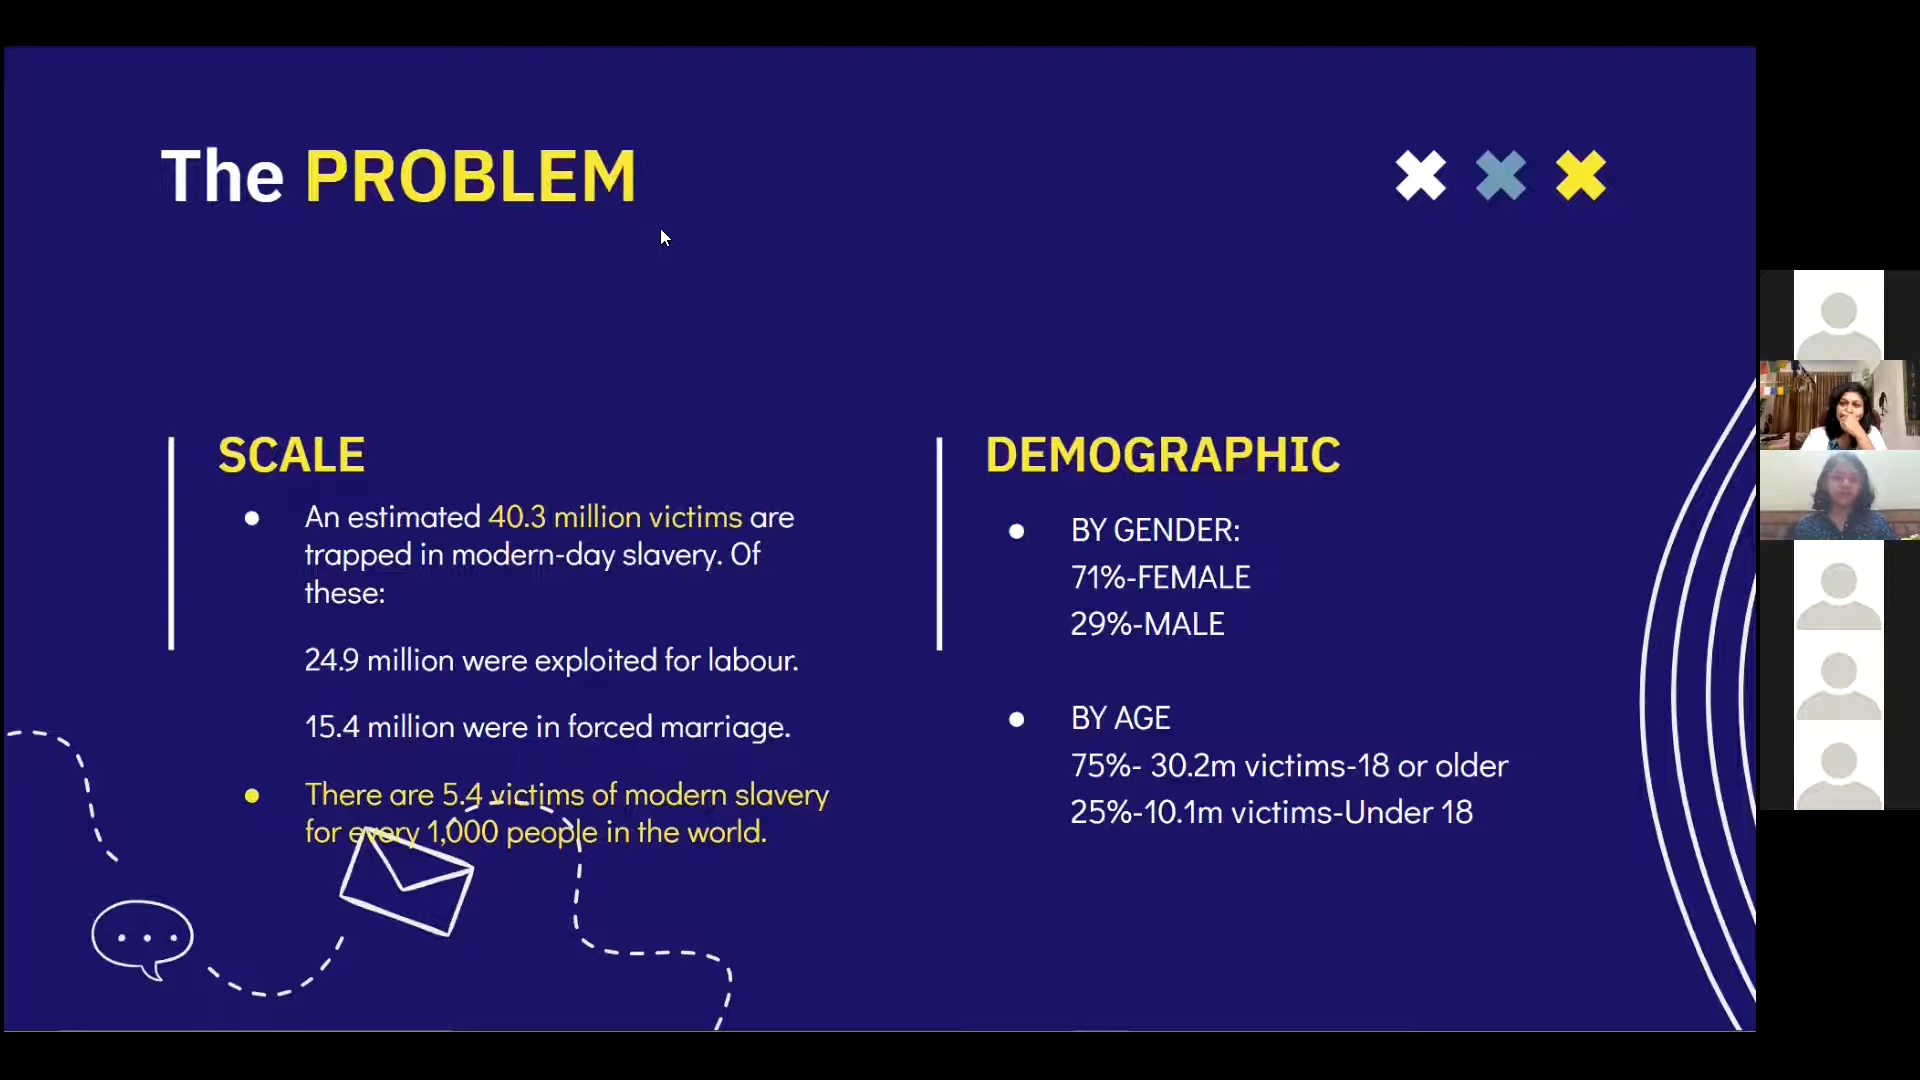 The PROBLEM
SCALE
An estimated 40.3 million victims are
trapped in modern-day slavery. Of
these:
24.9 million were exploited for labour.
15.4 million were in forced marriage.
There are 5.4 victims of modern slavery
for every 1,000 people in the world.
DEMOGRAPHIC
BY GENDER:
71%-FEMALE
29%-MALE
BY AGE
75%- 30.2m victims-18 or older
25%-10.1m victims-Under 18